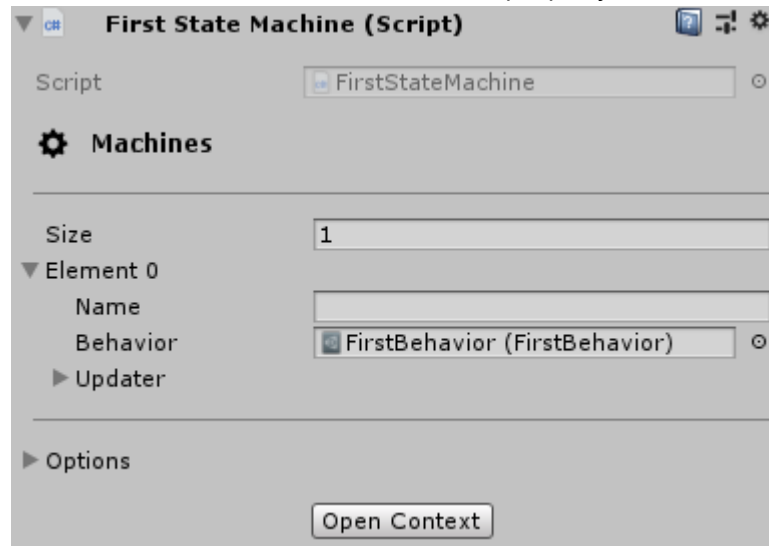 C# First State Machine (Script)
Script FirstStateMachine
Machines
Size 1
Element 0
Name
Behavior FirstBehavior (FirstBehavior)
Updater
Options
Open Context